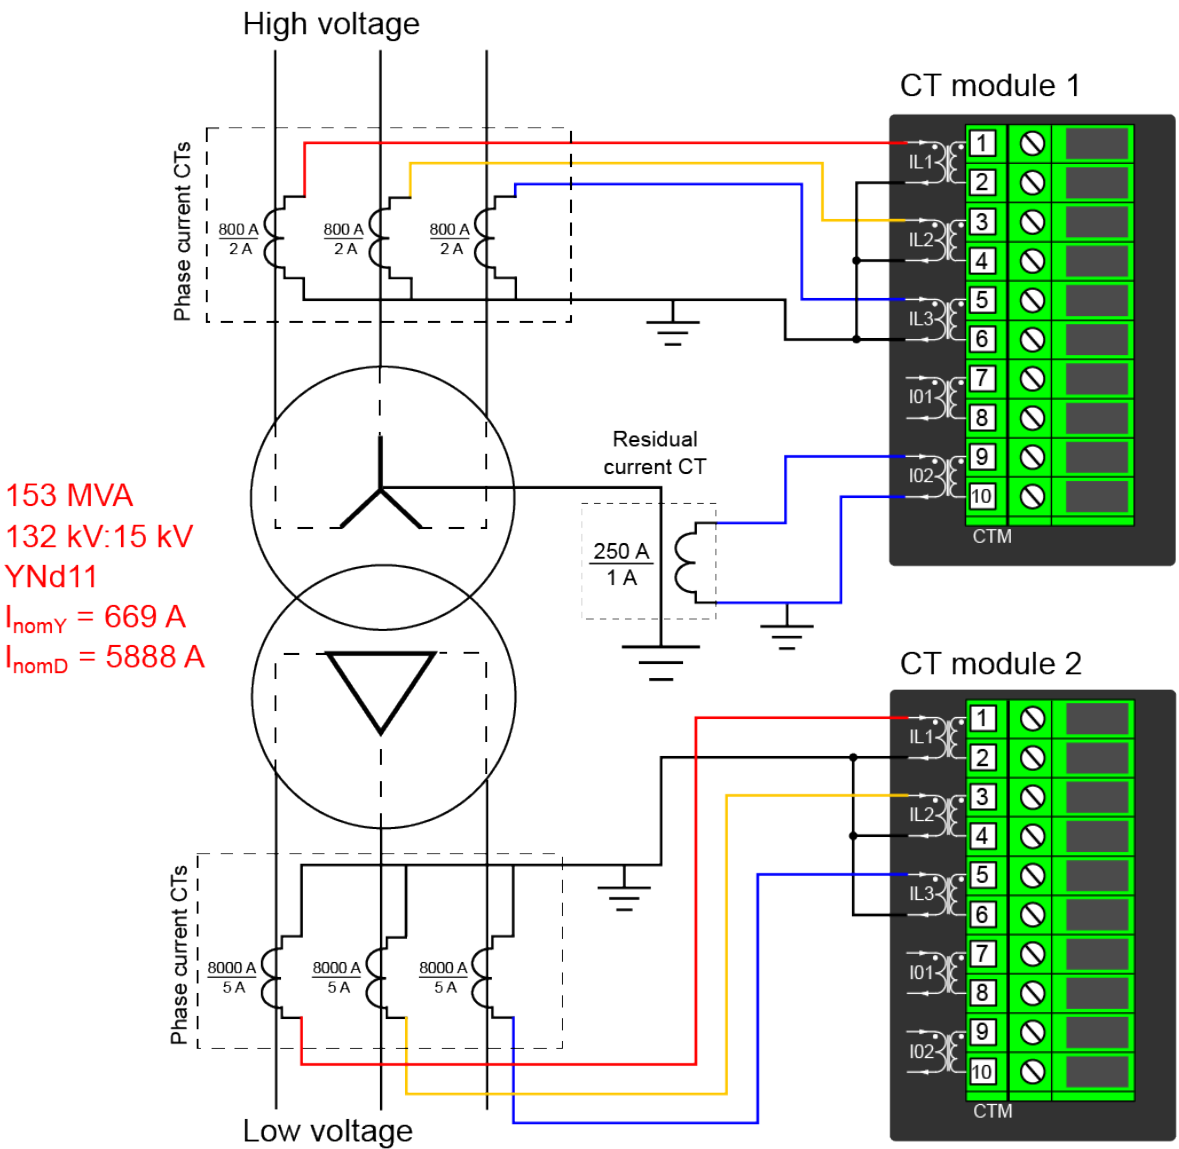 High voltage
CT module 1
Phase current CTs
800 A
2 A
800 A
2 A
800 A
2 A
IL1
1
2
IL2
3
4
IL3
5
6
I01
7
8
I02
9
10
CTM
Residual
current CT
250 A
1 A
153 MVA
132 kV:15 kV
YNd11
InomY = 669 A
InomD = 5888 A
CT module 2
IL1
1
2
IL2
3
4
IL3
5
6
I01
7
8
I02
9
10
CTM
Phase current CTs
8000 A
5 A
8000 A
5 A
8000 A
5 A
Low voltage